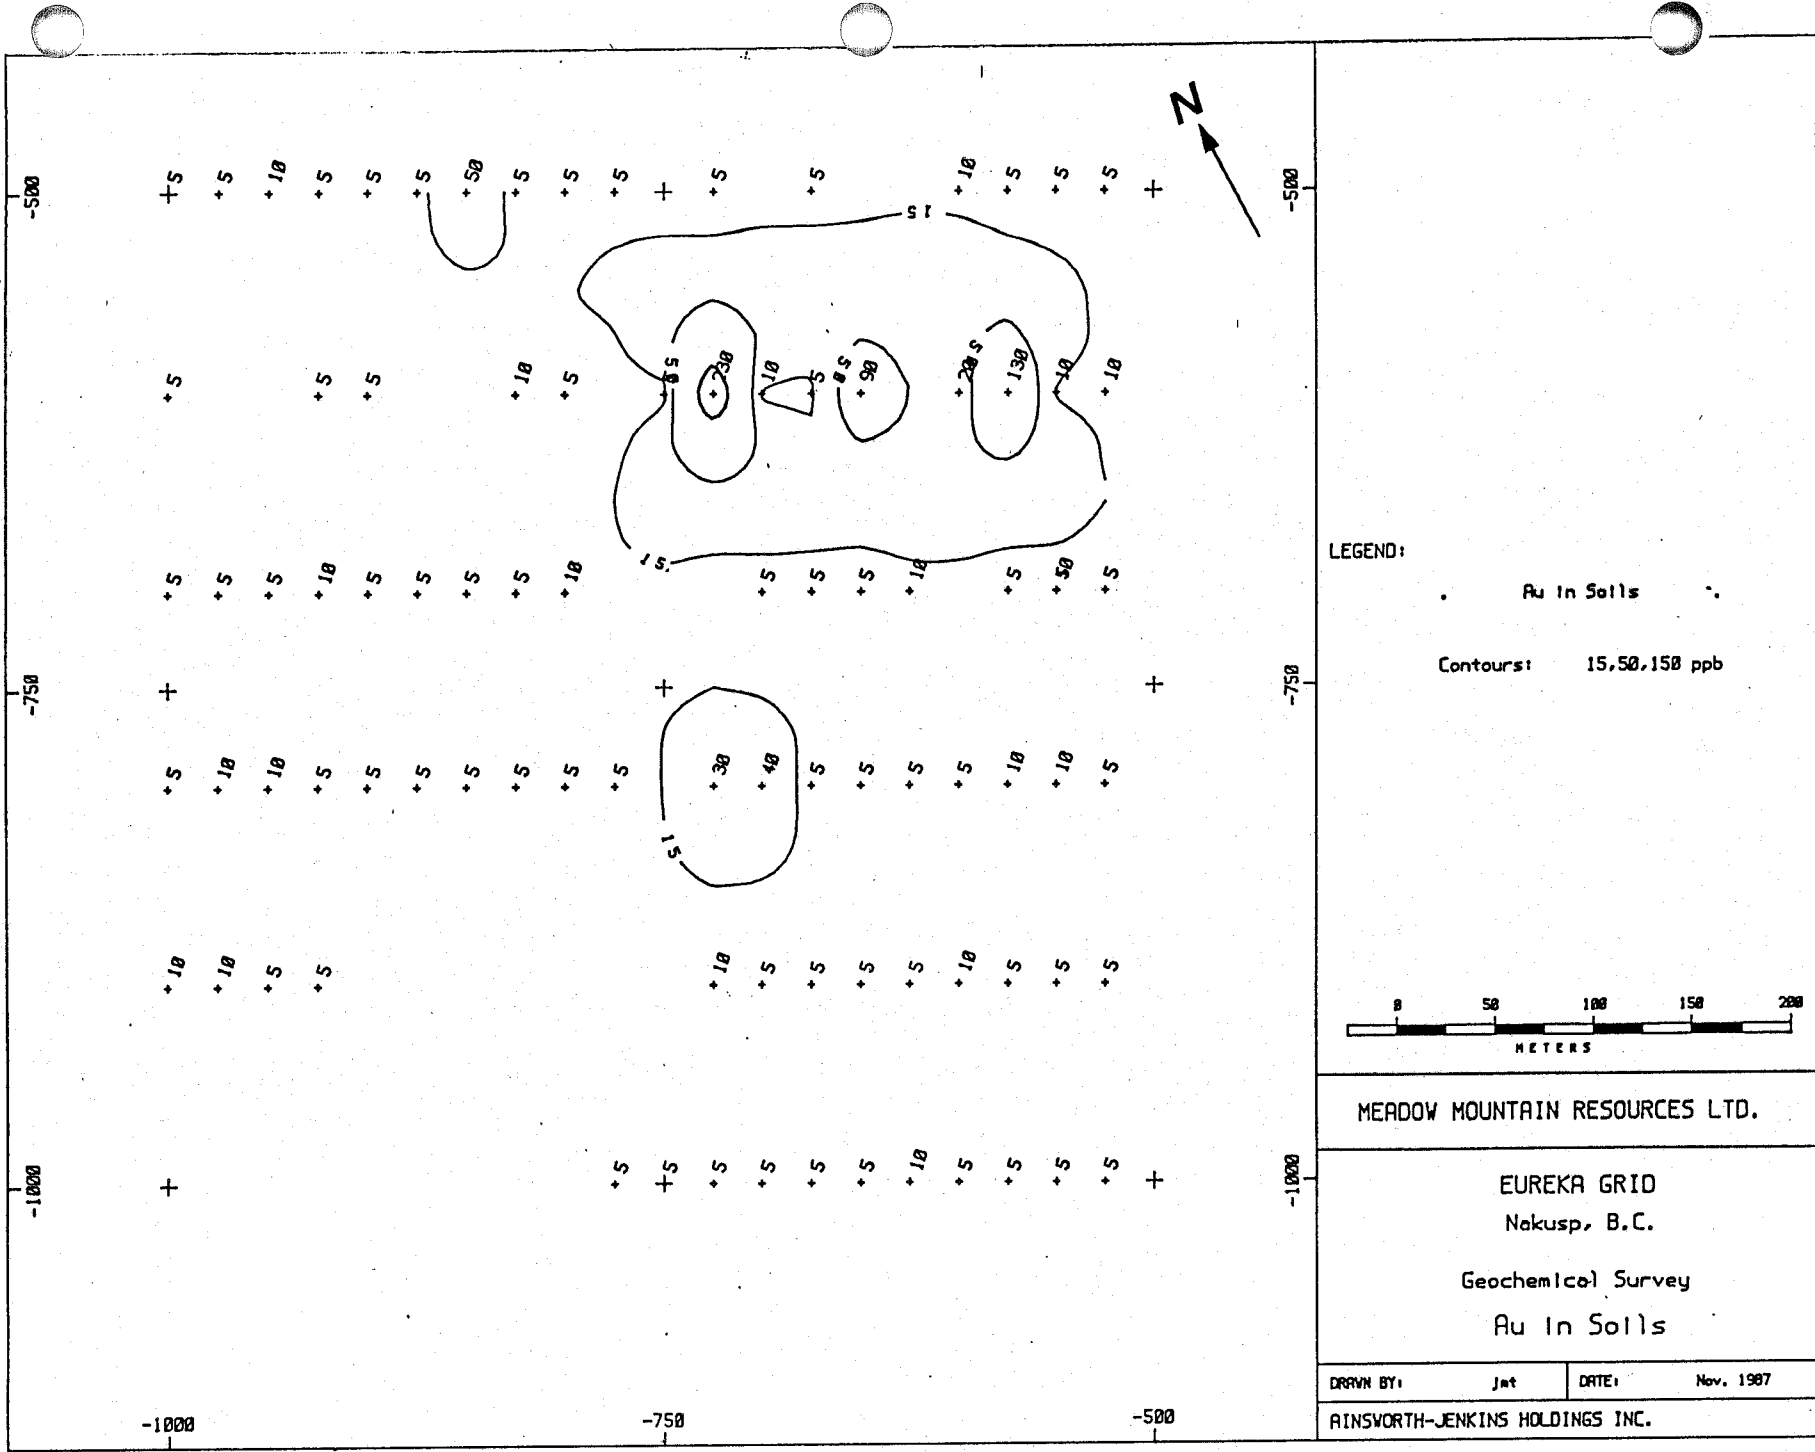 N
-500 5 5 10 5 5 5 50 5 5 5 5 5 10 5 5 5 -500
15
5 5 5 10 5 50 230 10 5 50 90 20 5 130 10 10
15
5 5 5 10 5 5 5 5 10 5 5 5 10 5 50 5
-750 -750
5 10 10 5 5 5 5 5 5 5 30 40 5 5 5 5 10 10 5
15
10 10 5 5 10 5 5 5 5 10 5 5 5
-1000 5 5 5 5 5 5 10 5 5 5 5 -1000
-1000 -750 -500
LEGEND:
Au in Soils
Contours: 15,50,150 ppb
0 50 100 150 200
METERS
MEADOW MOUNTAIN RESOURCES LTD.
EUREKA GRID
Nakusp, B.C.
Geochemical Survey
Au in Soils
DRAWN BY: jmt DATE: Nov. 1987
AINSWORTH-JENKINS HOLDINGS INC.